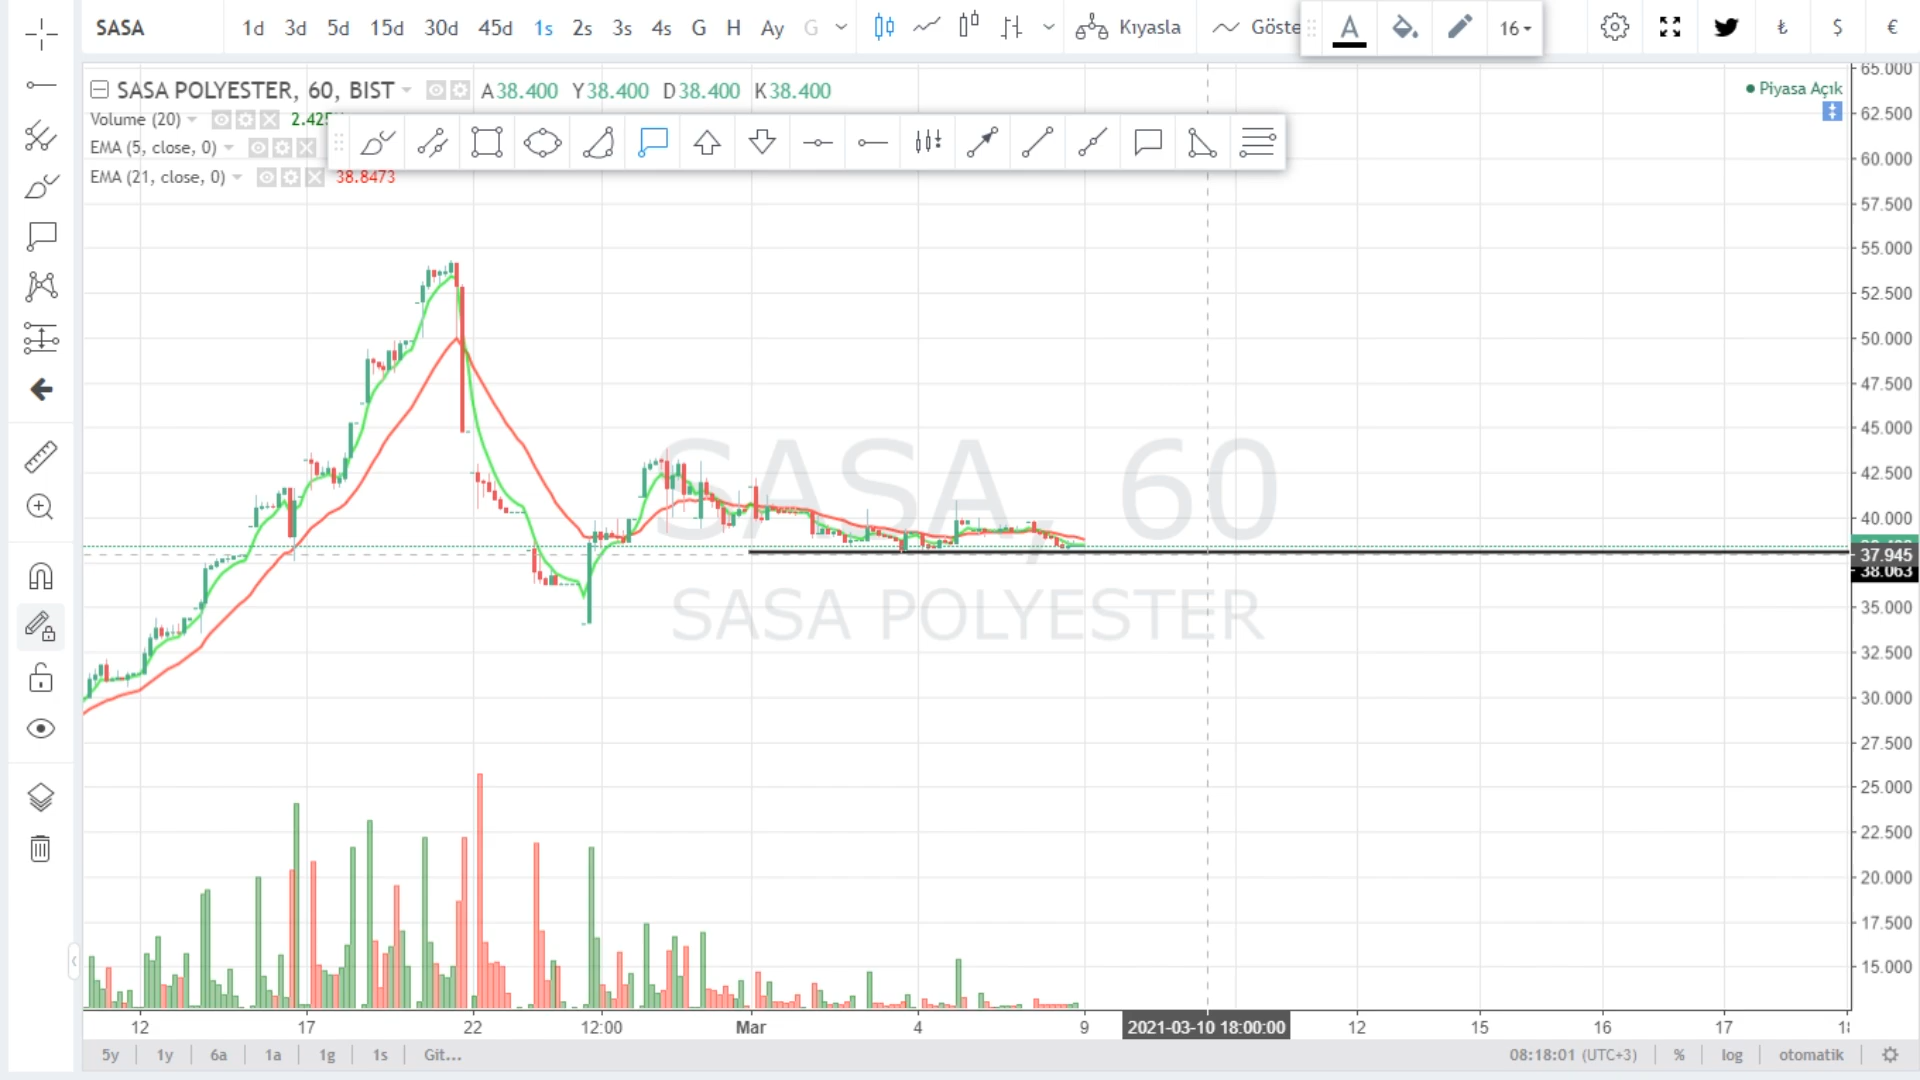 SASA 1d 3d 5d 15d 30d 45d 1s 2s 3s 4s G H Ay G Kıyasla Göste 16 ₺ $ €
SASA POLYESTER, 60, BIST A38.400 Y38.400 D38.400 K38.400
Piyasa Açık
Volume (20) 2.425
EMA (5, close, 0)
EMA (21, close, 0) 38.8473
SASA, 60
SASA POLYESTER
65.000
62.500
60.000
57.500
55.000
52.500
50.000
47.500
45.000
42.500
40.000
37.945
38.063
35.000
32.500
30.000
27.500
25.000
22.500
20.000
17.500
15.000
12 17 22 12:00 Mar 4 9 2021-03-10 18:00:00 12 15 16 17
5y 1y 6a 1a 1g 1s Git... 08:18:01 (UTC+3) % log otomatik